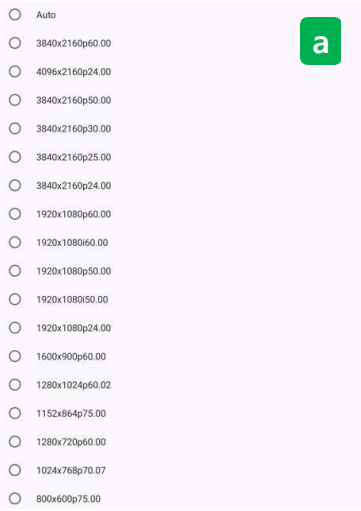 Auto
a
3840x2160p60.00
4096x2160p24.00
3840x2160p50.00
3840x2160p30.00
3840x2160p25.00
3840x2160p24.00
1920x1080p60.00
1920x1080i60.00
1920x1080p50.00
1920x1080i50.00
1920x1080p24.00
1600x900p60.00
1280x1024p60.02
1152x864p75.00
1280x720p60.00
1024x768p70.07
800x600p75.00